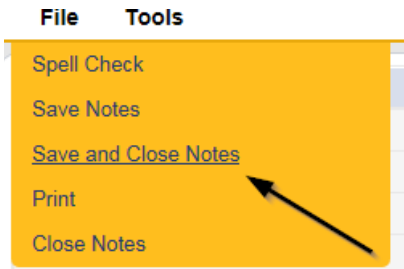 File Tools
Spell Check
Save Notes
Save and Close Notes
Print
Close Notes